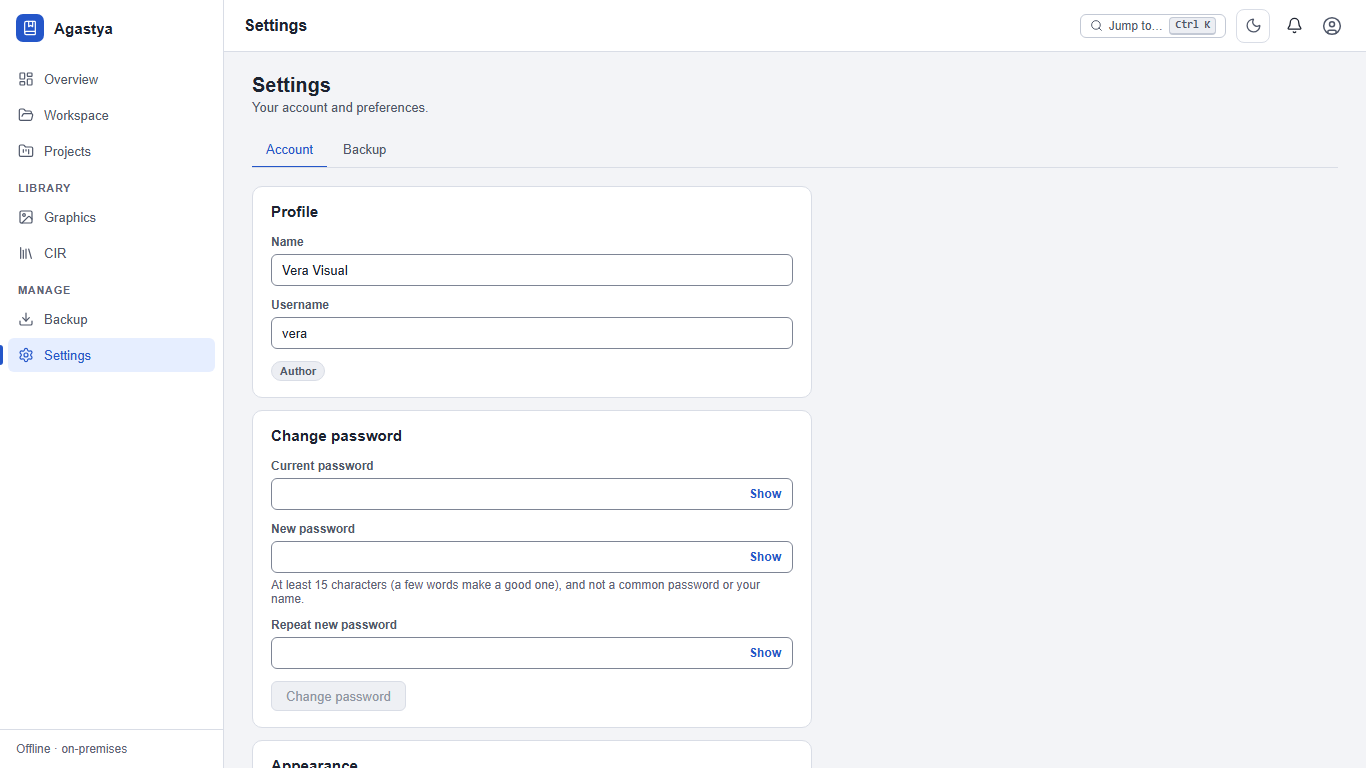 Agastya
Settings
Jump to... Ctrl K
Overview
Workspace
Projects
LIBRARY
Graphics
CIR
MANAGE
Backup
Settings
Offline · on-premises
Settings
Your account and preferences.
Account Backup
Profile
Name
Vera Visual
Username
vera
Author
Change password
Current password
Show
New password
Show
At least 15 characters (a few words make a good one), and not a common password or your
name.
Repeat new password
Show
Change password
Appearance